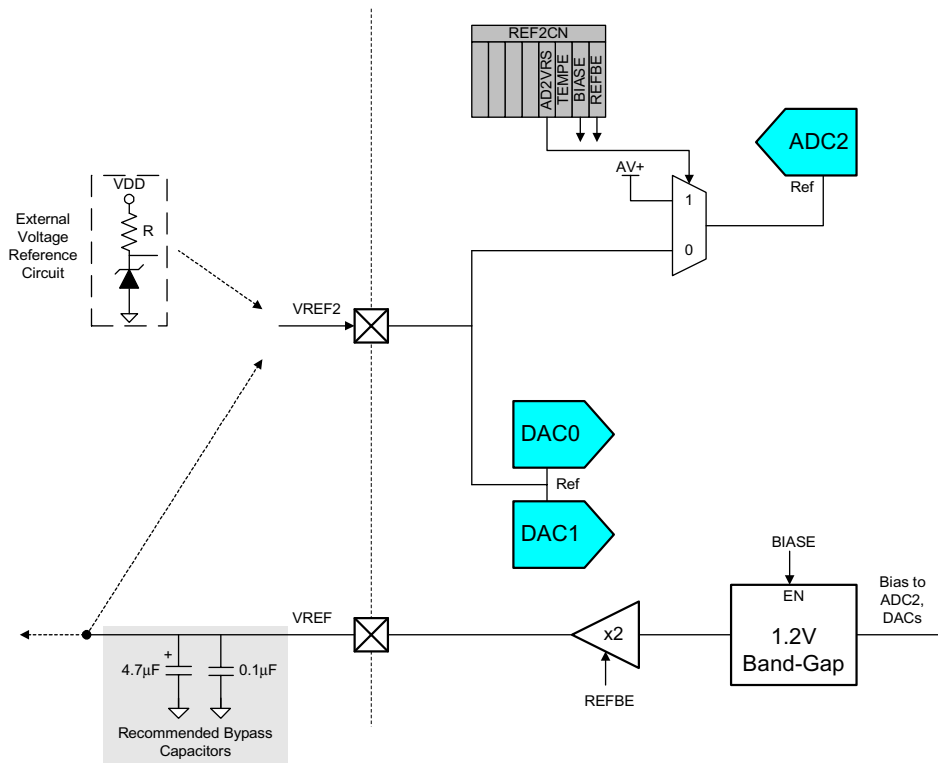 REF2CN
AD2VRS
TEMPE
BIASE
REFBE
ADC2
Ref
AV+
1
0
VDD
R
External
Voltage
Reference
Circuit
VREF2
DAC0
Ref
DAC1
BIASE
EN
1.2V
Band-Gap
Bias to
ADC2,
DACs
x2
REFBE
VREF
+
4.7µF
0.1µF
Recommended Bypass
Capacitors